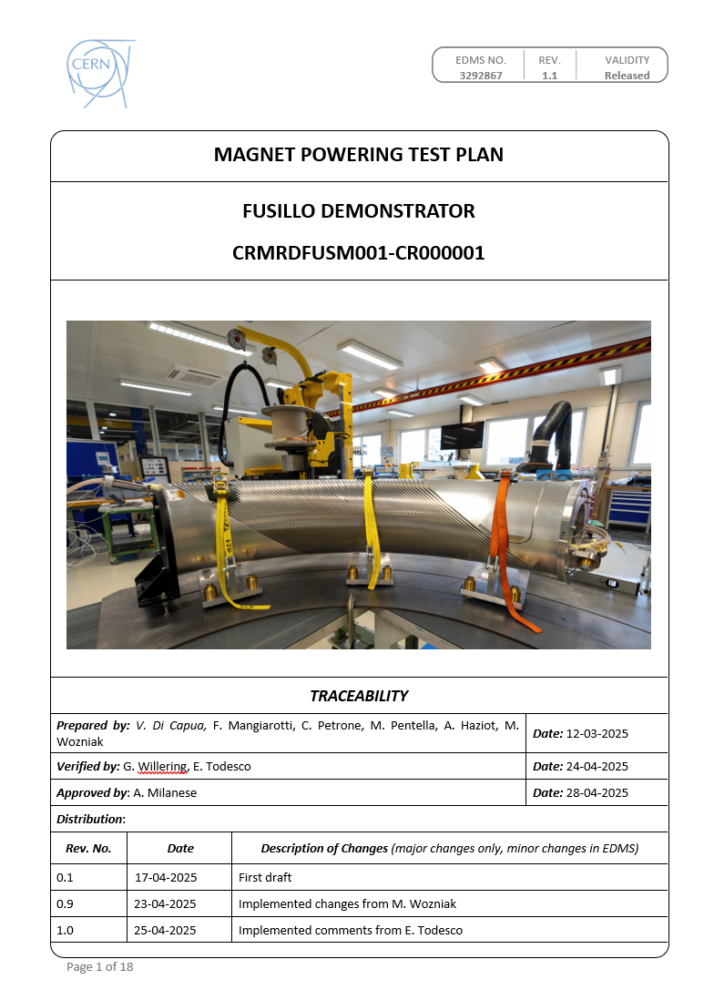 CERN
EDMS NO. REV. VALIDITY
3292867 1.1 Released
MAGNET POWERING TEST PLAN
FUSILLO DEMONSTRATOR
CRMRDFUSM001-CR000001
TRACEABILITY
Prepared by: V. Di Capua, F. Mangiarotti, C. Petrone, M. Pentella, A. Haziot, M.
Wozniak
Date: 12-03-2025
Verified by: G. Willering, E. Todesco
Date: 24-04-2025
Approved by: A. Milanese
Date: 28-04-2025
Distribution:
Rev. No. Date Description of Changes (major changes only, minor changes in EDMS)
0.1 17-04-2025 First draft
0.9 23-04-2025 Implemented changes from M. Wozniak
1.0 25-04-2025 Implemented comments from E. Todesco
Page 1 of 18